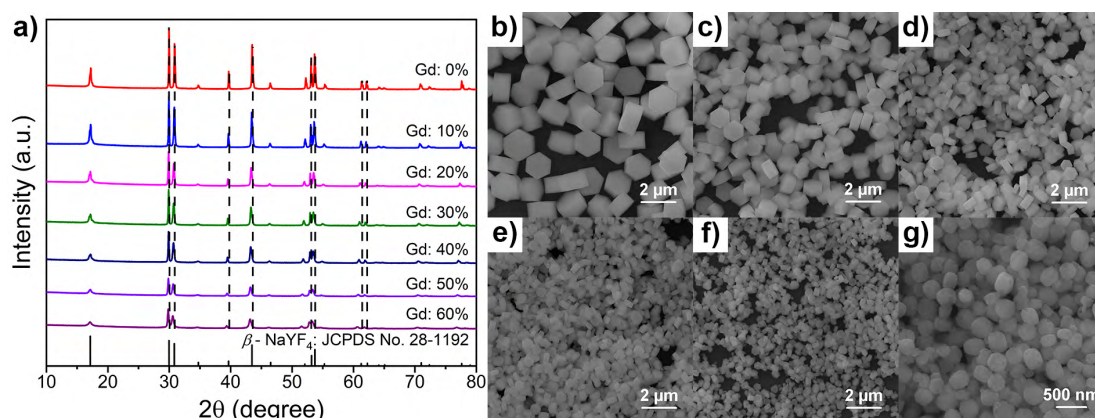 a)
Intensity (a.u.)
Gd: 0%
Gd: 10%
Gd: 20%
Gd: 30%
Gd: 40%
Gd: 50%
Gd: 60%
β- NaYF₄: JCPDS No. 28-1192
10 20 30 40 50 60 70 80
2θ (degree)
b)
2 µm
c)
2 µm
d)
2 µm
e)
2 µm
f)
2 µm
g)
500 nm